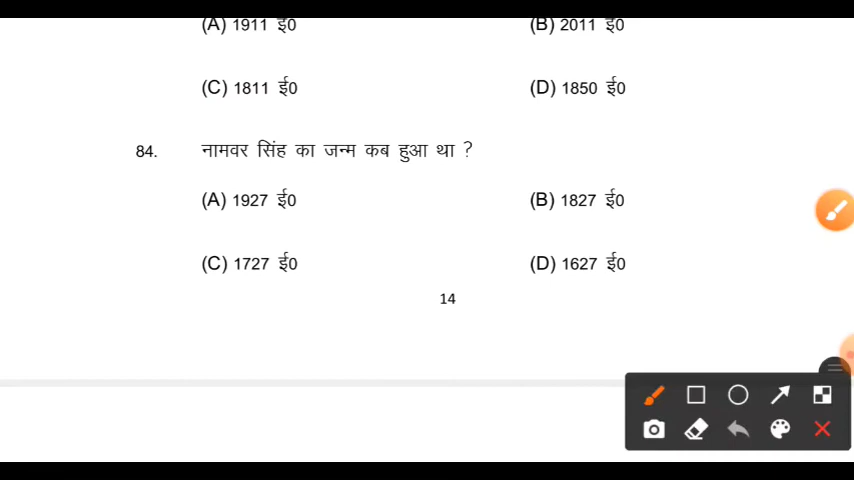 (A) 1911 ई0 (B) 2011 ई0
(C) 1811 ई0 (D) 1850 ई0
84. नामवर सिंह का जन्म कब हुआ था ?
(A) 1927 ई0 (B) 1827 ई0
(C) 1727 ई0 (D) 1627 ई0
14